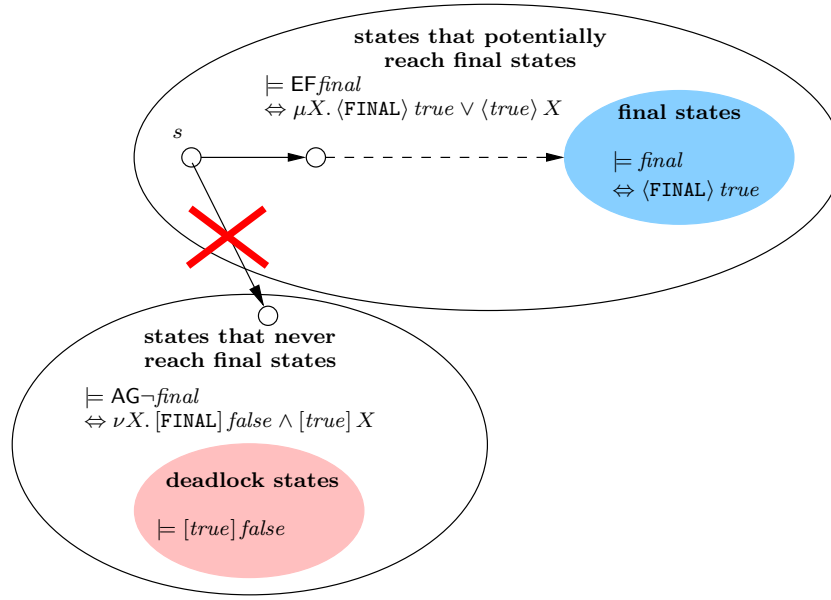 states that potentially
reach final states
⊨ EF final
⇔ μX. ⟨FINAL⟩ true ∨ ⟨true⟩ X
final states
s
⊨ final
⇔ ⟨FINAL⟩ true
states that never
reach final states
⊨ AG¬final
⇔ νX. [FINAL] false ∧ [true] X
deadlock states
⊨ [true] false